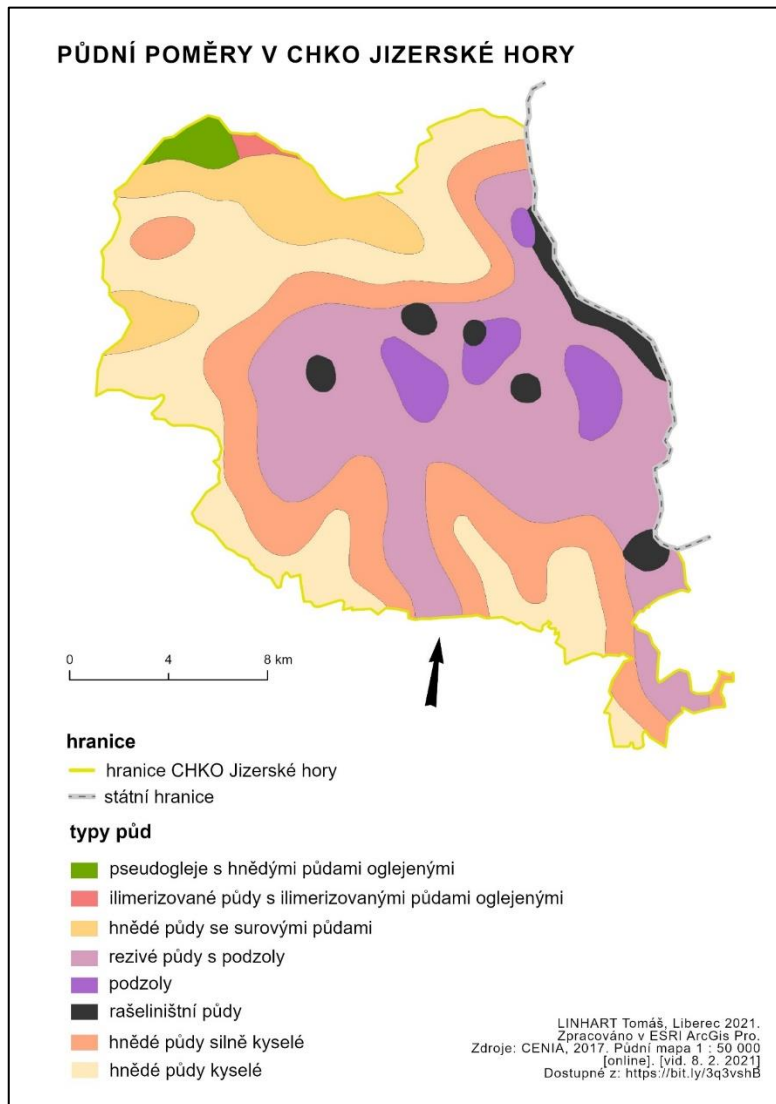 PŮDNÍ POMĚRY V CHKO JIZERSKÉ HORY
0 4 8 km
hranice
hranice CHKO Jizerské hory
státní hranice
typy půd
pseudogleje s hnědými půdami oglejenými
ilimerizované půdy s ilimerizovanými půdami oglejenými
hnědé půdy se surovými půdami
rezivé půdy s podzoly
podzoly
rašeliništní půdy
hnědé půdy silně kyselé
hnědé půdy kyselé
LINHART Tomáš, Liberec 2021.
Zpracováno v ESRI ArcGis Pro.
Zdroje: CENIA, 2017. Půdní mapa 1 : 50 000
[online]. [vid. 8. 2. 2021]
Dostupné z: https://bit.ly/3q3vshB